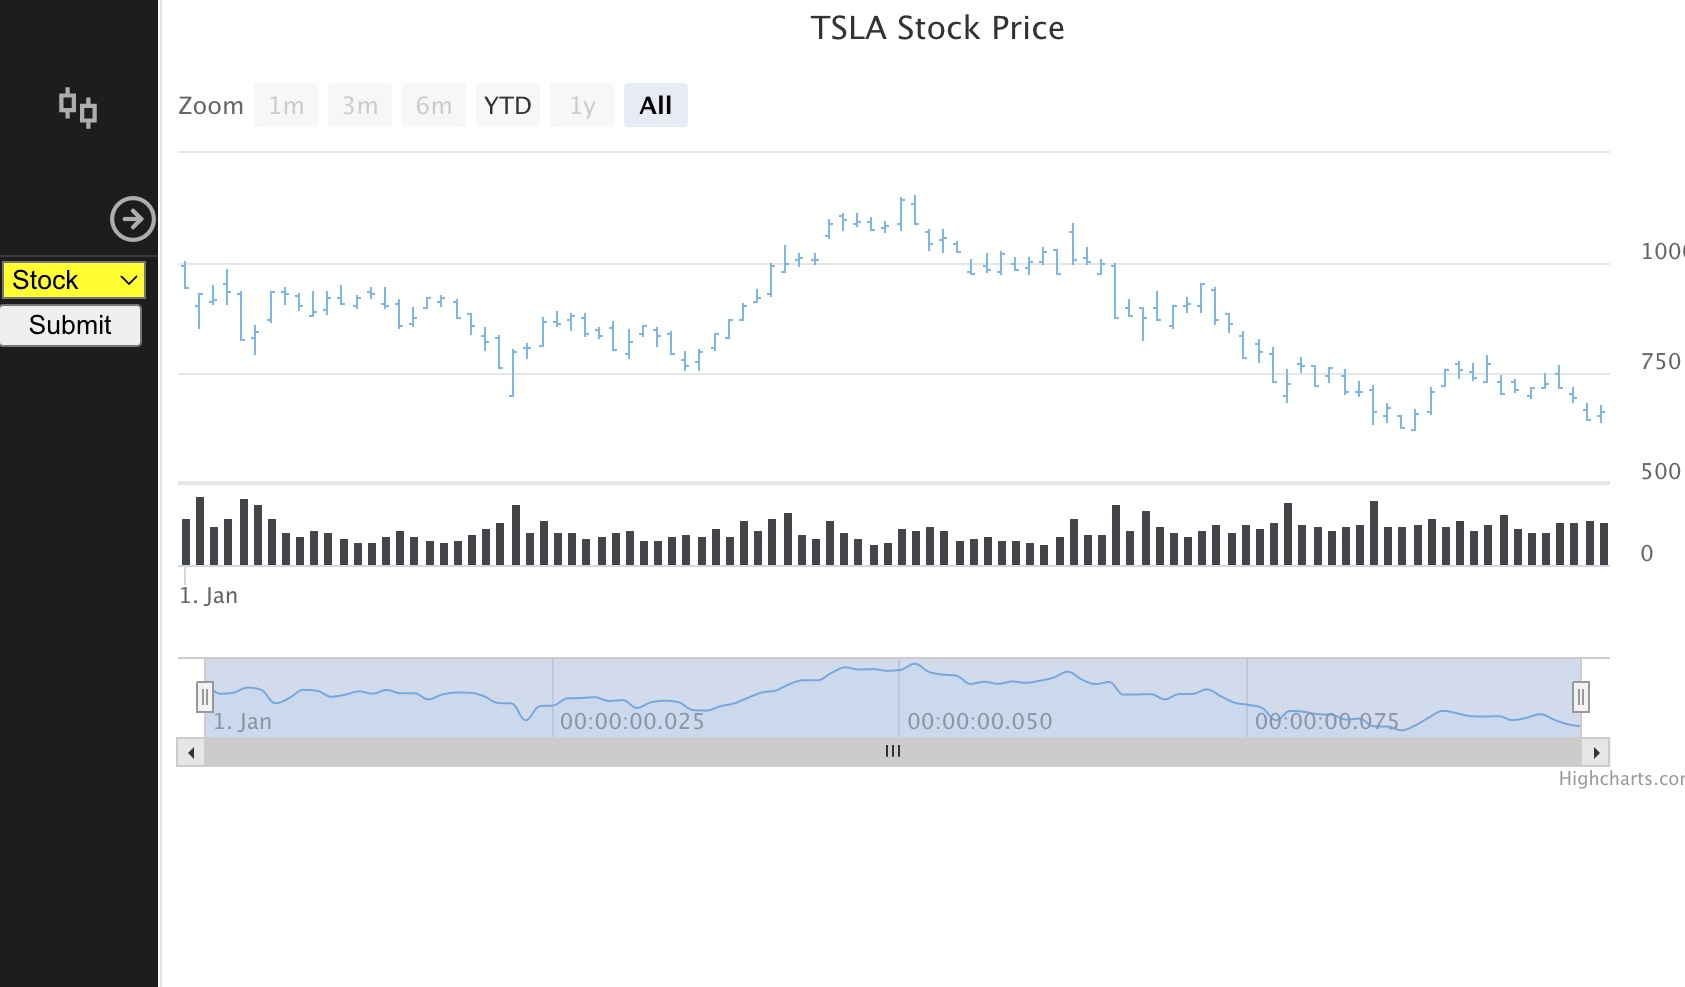 TSLA Stock Price
Zoom 1m 3m 6m YTD 1y All
Stock
Submit
1000
750
500
0
1. Jan
1. Jan 00:00:00.025 00:00:00.050 00:00:00.075
Highcharts.com